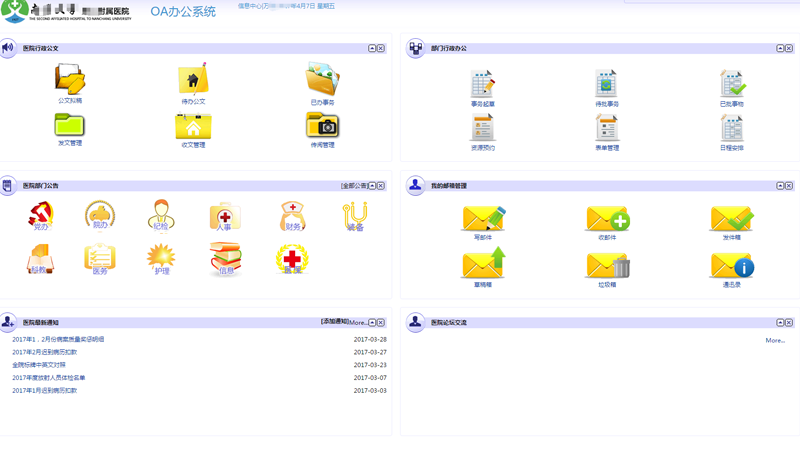 附属医院
THE SECOND AFFILIATED HOSPITAL TO NANCHANG UNIVERSITY
OA办公系统
信息中心(万 4月7日 星期五
医院行政公文
公文拟稿
待办公文
已办事务
发文管理
收文管理
传阅管理
部门行政办公
事务起草
待批事务
已批事物
资源预约
表单管理
日程安排
医院部门公告
[全部公告]
党办
院办
纪检
人事
财务
装备
科教
医务
护理
信息
医保
我的邮箱管理
写邮件
收邮件
发件箱
草稿箱
垃圾箱
通讯录
医院最新通知
[添加通知]More...
2017年1、2月份病案质量奖惩明细 2017-03-28
2017年2月迟到病历扣款 2017-03-27
全院标牌中英文对照 2017-03-23
2017年度放射人员体检名单 2017-03-07
2017年1月迟到病历扣款 2017-03-03
医院论坛交流
More...